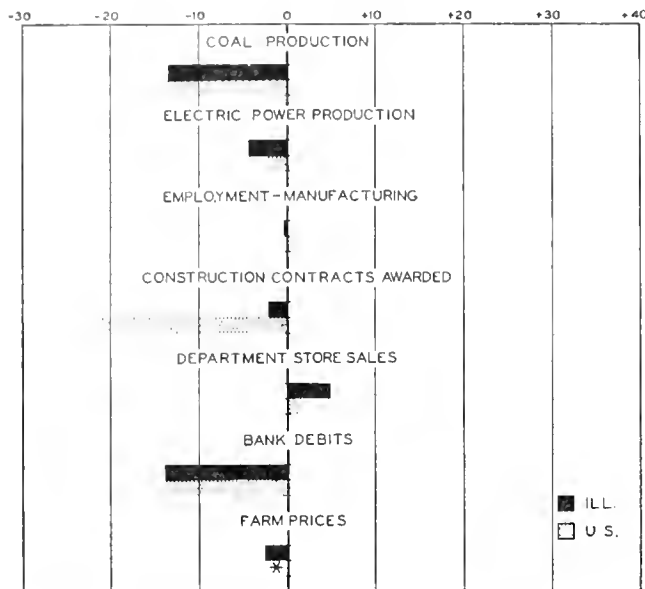 -30 -20 -10 -0 +10 +20 +30 +40
COAL PRODUCTION
ELECTRIC POWER PRODUCTION
EMPLOYMENT-MANUFACTURING
CONSTRUCTION CONTRACTS AWARDED
DEPARTMENT STORE SALES
BANK DEBITS
FARM PRICES
*
ILL.
U.S.